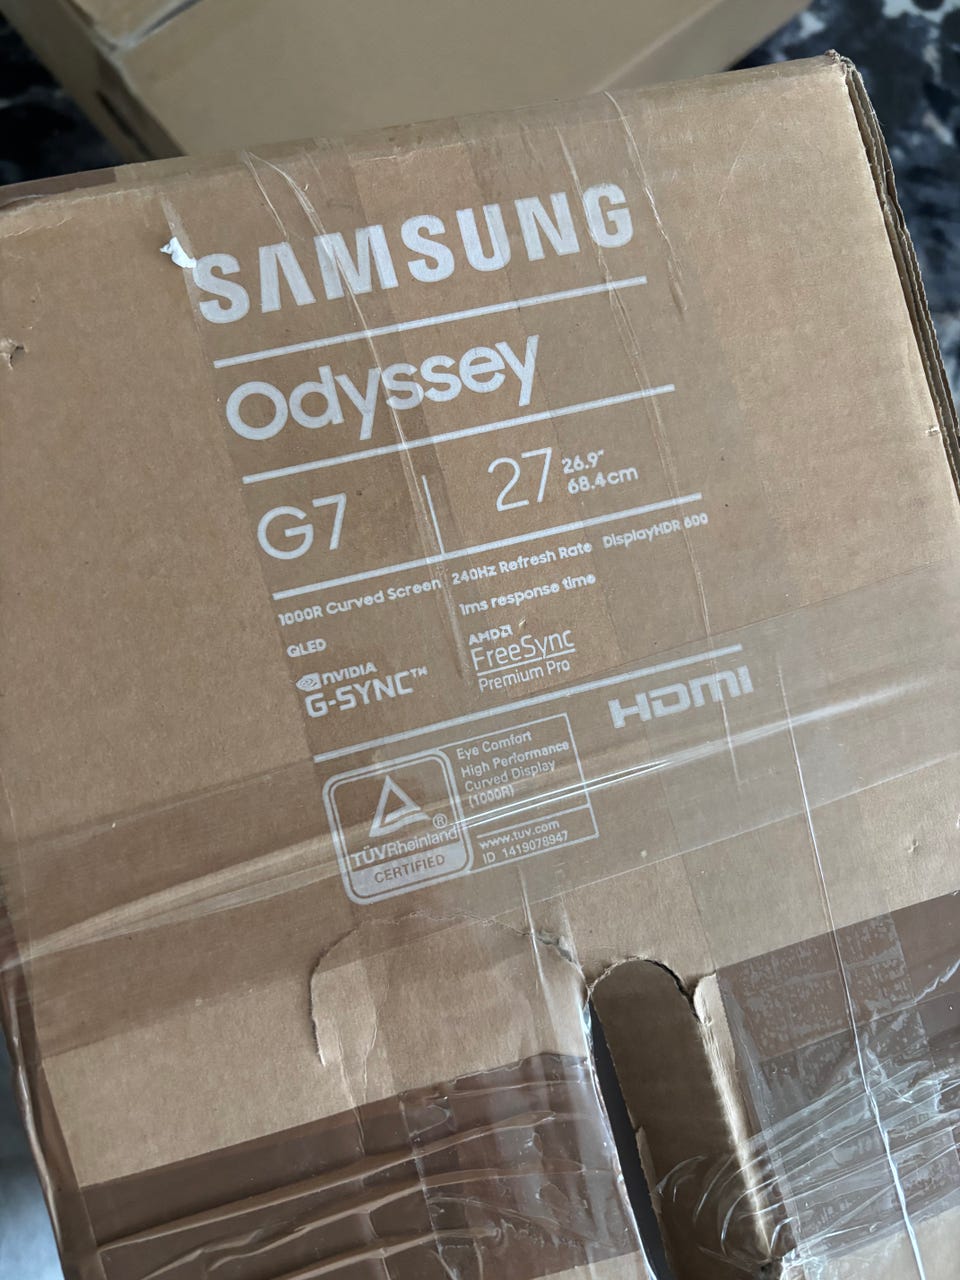 SAMSUNG
Odyssey
G7
27 26.9" 68.4cm
1000R Curved Screen 240Hz Refresh Rate DisplayHDR 600
QLED 1ms response time
NVIDIA G-SYNC™
AMD FreeSync Premium Pro
HDMI
TÜVRheinland®
CERTIFIED
Eye Comfort
High Performance
Curved Display
(1000R)
www.tuv.com
ID 1419078947